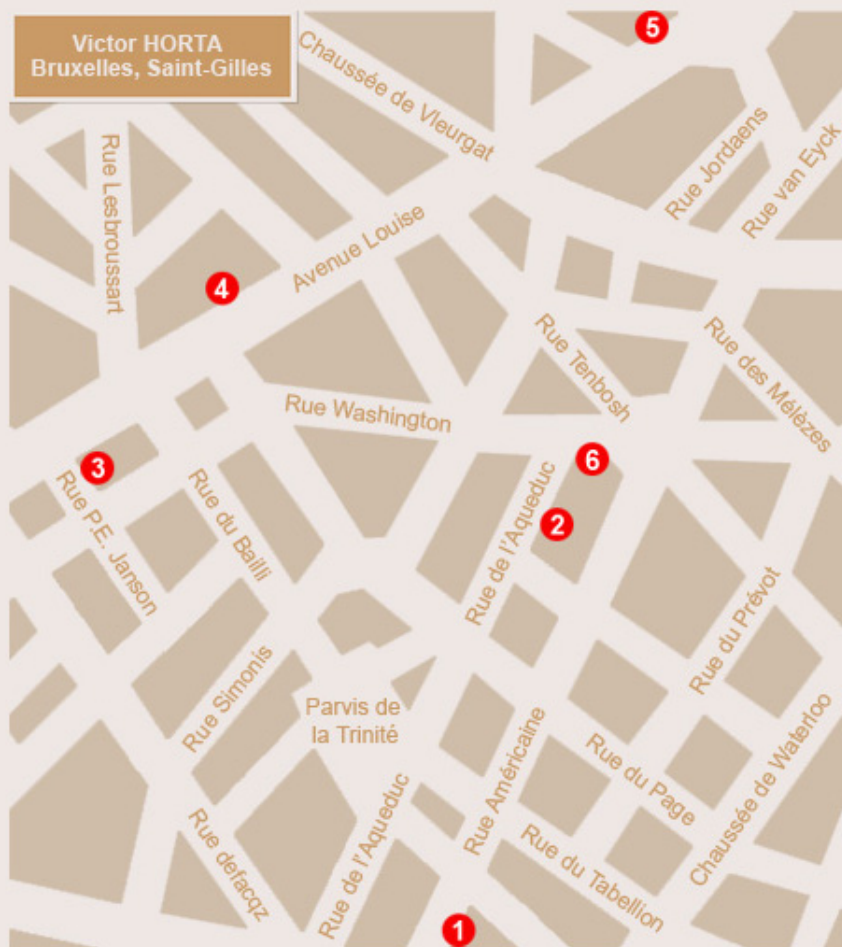 Victor HORTA
Bruxelles, Saint-Gilles
5
Chaussée de Vleurgat
Rue Jordaens
Rue van Eyck
Rue Lesbroussart
Avenue Louise
4
Rue Tenbosh
Rue des Mélèzes
Rue Washington
3
6
Rue P.E. Janson
Rue du Bailli
Rue de l'Aqueduc
2
Rue du Prévot
Rue Simonis
Parvis de
la Trinité
Rue Américaine
Rue du Page
Chaussée de Waterloo
Rue defacqz
Rue de l'Aqueduc
Rue du Tabellion
1